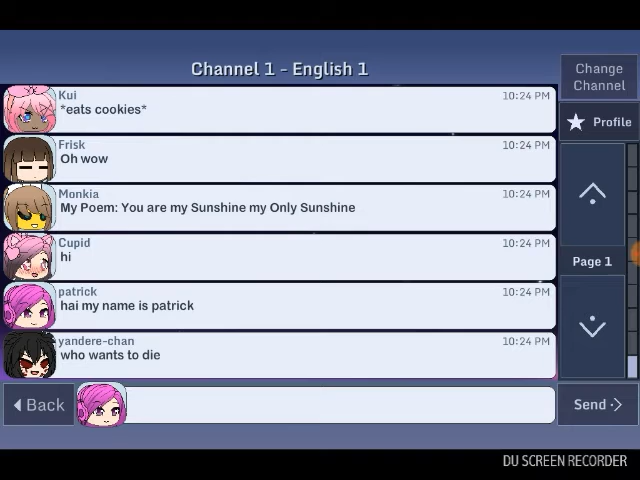 Channel 1 - English 1
Change
Channel
Kui
10:24 PM
*eats cookies*
Profile
Frisk
10:24 PM
Oh wow
Monkia
10:24 PM
My Poem: You are my Sunshine my Only Sunshine
Cupid
10:24 PM
hi
Page 1
patrick
10:24 PM
hai my name is patrick
yandere-chan
10:24 PM
who wants to die
Back
Send
DU SCREEN RECORDER